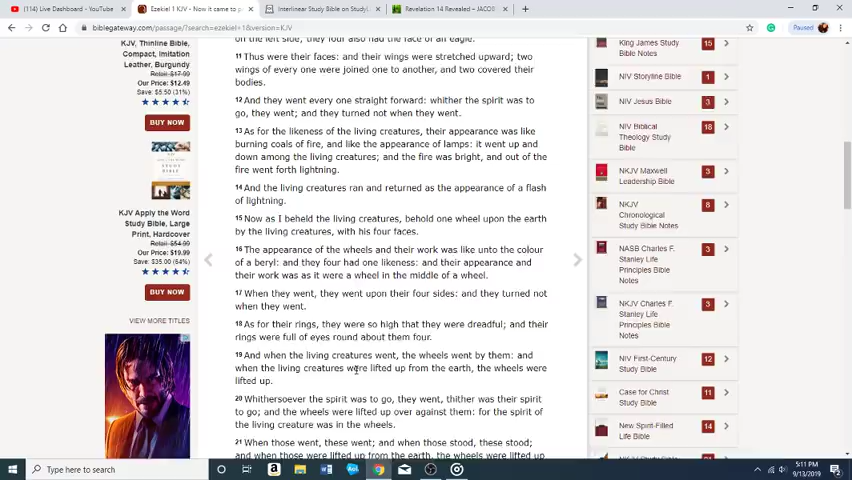 (114) Live Dashboard - YouTube
Ezekiel 1 KJV - Now it came to p
Interlinear Study Bible on StudyL
Revelation 14 Revealed – JACO
biblegateway.com/passage/?search=ezekiel+1&version=KJV
Paused
KJV, Thinline Bible,
Compact, Imitation
Leather, Burgundy
Retail: $17.99
Our Price: $12.49
Save: $5.50 (31%)
BUY NOW
KJV Apply the Word
Study Bible, Large
Print, Hardcover
Retail: $54.99
Our Price: $19.99
Save: $35.00 (64%)
BUY NOW
VIEW MORE TITLES
on the left side; they four also had the face of an eagle.
11 Thus were their faces: and their wings were stretched upward; two
wings of every one were joined one to another, and two covered their
bodies.
12 And they went every one straight forward: whither the spirit was to
go, they went; and they turned not when they went.
13 As for the likeness of the living creatures, their appearance was like
burning coals of fire, and like the appearance of lamps: it went up and
down among the living creatures; and the fire was bright, and out of the
fire went forth lightning.
14 And the living creatures ran and returned as the appearance of a flash
of lightning.
15 Now as I beheld the living creatures, behold one wheel upon the earth
by the living creatures, with his four faces.
16 The appearance of the wheels and their work was like unto the colour
of a beryl: and they four had one likeness: and their appearance and
their work was as it were a wheel in the middle of a wheel.
17 When they went, they went upon their four sides: and they turned not
when they went.
18 As for their rings, they were so high that they were dreadful; and their
rings were full of eyes round about them four.
19 And when the living creatures went, the wheels went by them: and
when the living creatures were lifted up from the earth, the wheels were
lifted up.
20 Whithersoever the spirit was to go, they went, thither was their spirit
to go; and the wheels were lifted up over against them: for the spirit of
the living creature was in the wheels.
21 When those went, these went; and when those stood, these stood;
and when those were lifted up from the earth, the wheels were lifted up
King James Study
Bible Notes
15
NIV Storyline Bible
1
NIV Jesus Bible
3
NIV Biblical
Theology Study
Bible
18
NKJV Maxwell
Leadership Bible
3
NKJV
Chronological
Study Bible Notes
8
NASB Charles F.
Stanley Life
Principles Bible
Notes
3
NKJV Charles F.
Stanley Life
Principles Bible
Notes
3
NIV First-Century
Study Bible
12
Case for Christ
Study Bible
11
New Spirit-Filled
Life Bible
14
Type here to search
5:11 PM
9/13/2019